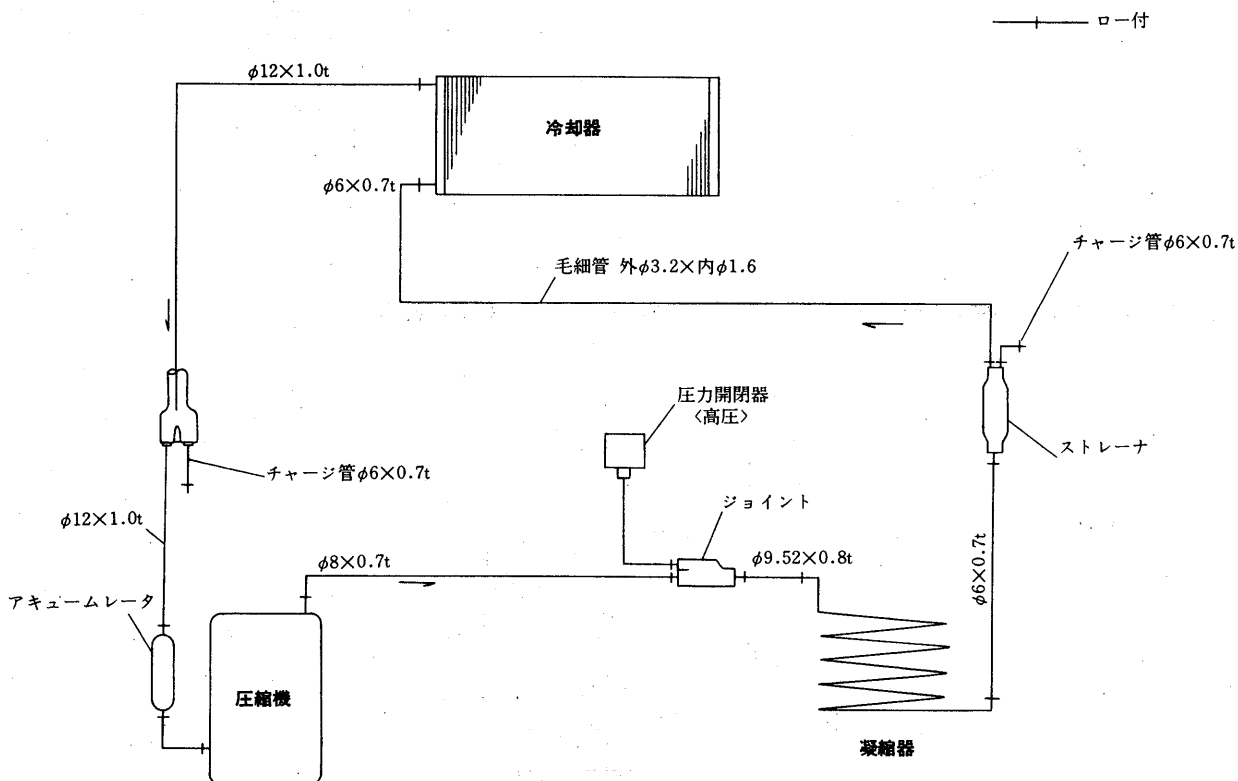 ロー付
φ12×1.0t
冷却器
φ6×0.7t
チャージ管φ6×0.7t
毛細管 外φ3.2×内φ1.6
圧力開閉器
〈高圧〉
ストレーナ
チャージ管φ6×0.7t
ジョイント
φ12×1.0t
φ8×0.7t
φ9.52×0.8t
φ6×0.7t
アキュームレータ
圧縮機
凝縮器